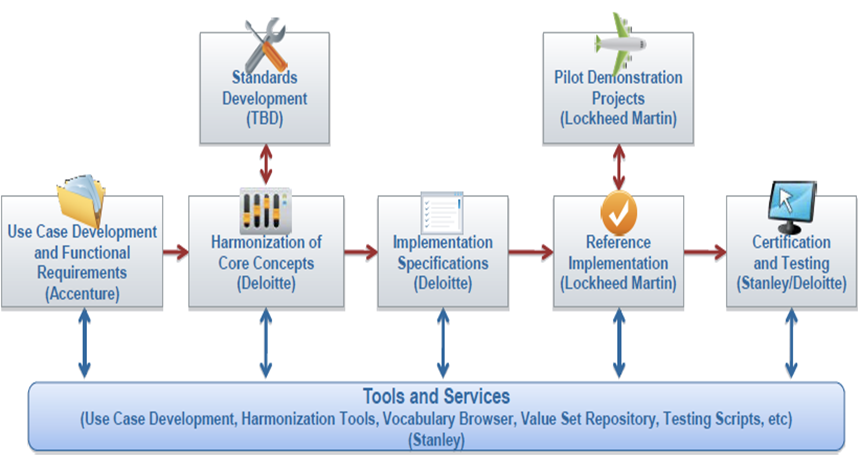 Standards
Development
(TBD)
Pilot Demonstration
Projects
(Lockheed Martin)
Use Case Development
and Functional
Requirements
(Accenture)
Harmonization of
Core Concepts
(Deloitte)
Implementation
Specifications
(Deloitte)
Reference
Implementation
(Lockheed Martin)
Certification
and Testing
(Stanley/Deloitte)
Tools and Services
(Use Case Development, Harmonization Tools, Vocabulary Browser, Value Set Repository, Testing Scripts, etc)
(Stanley)